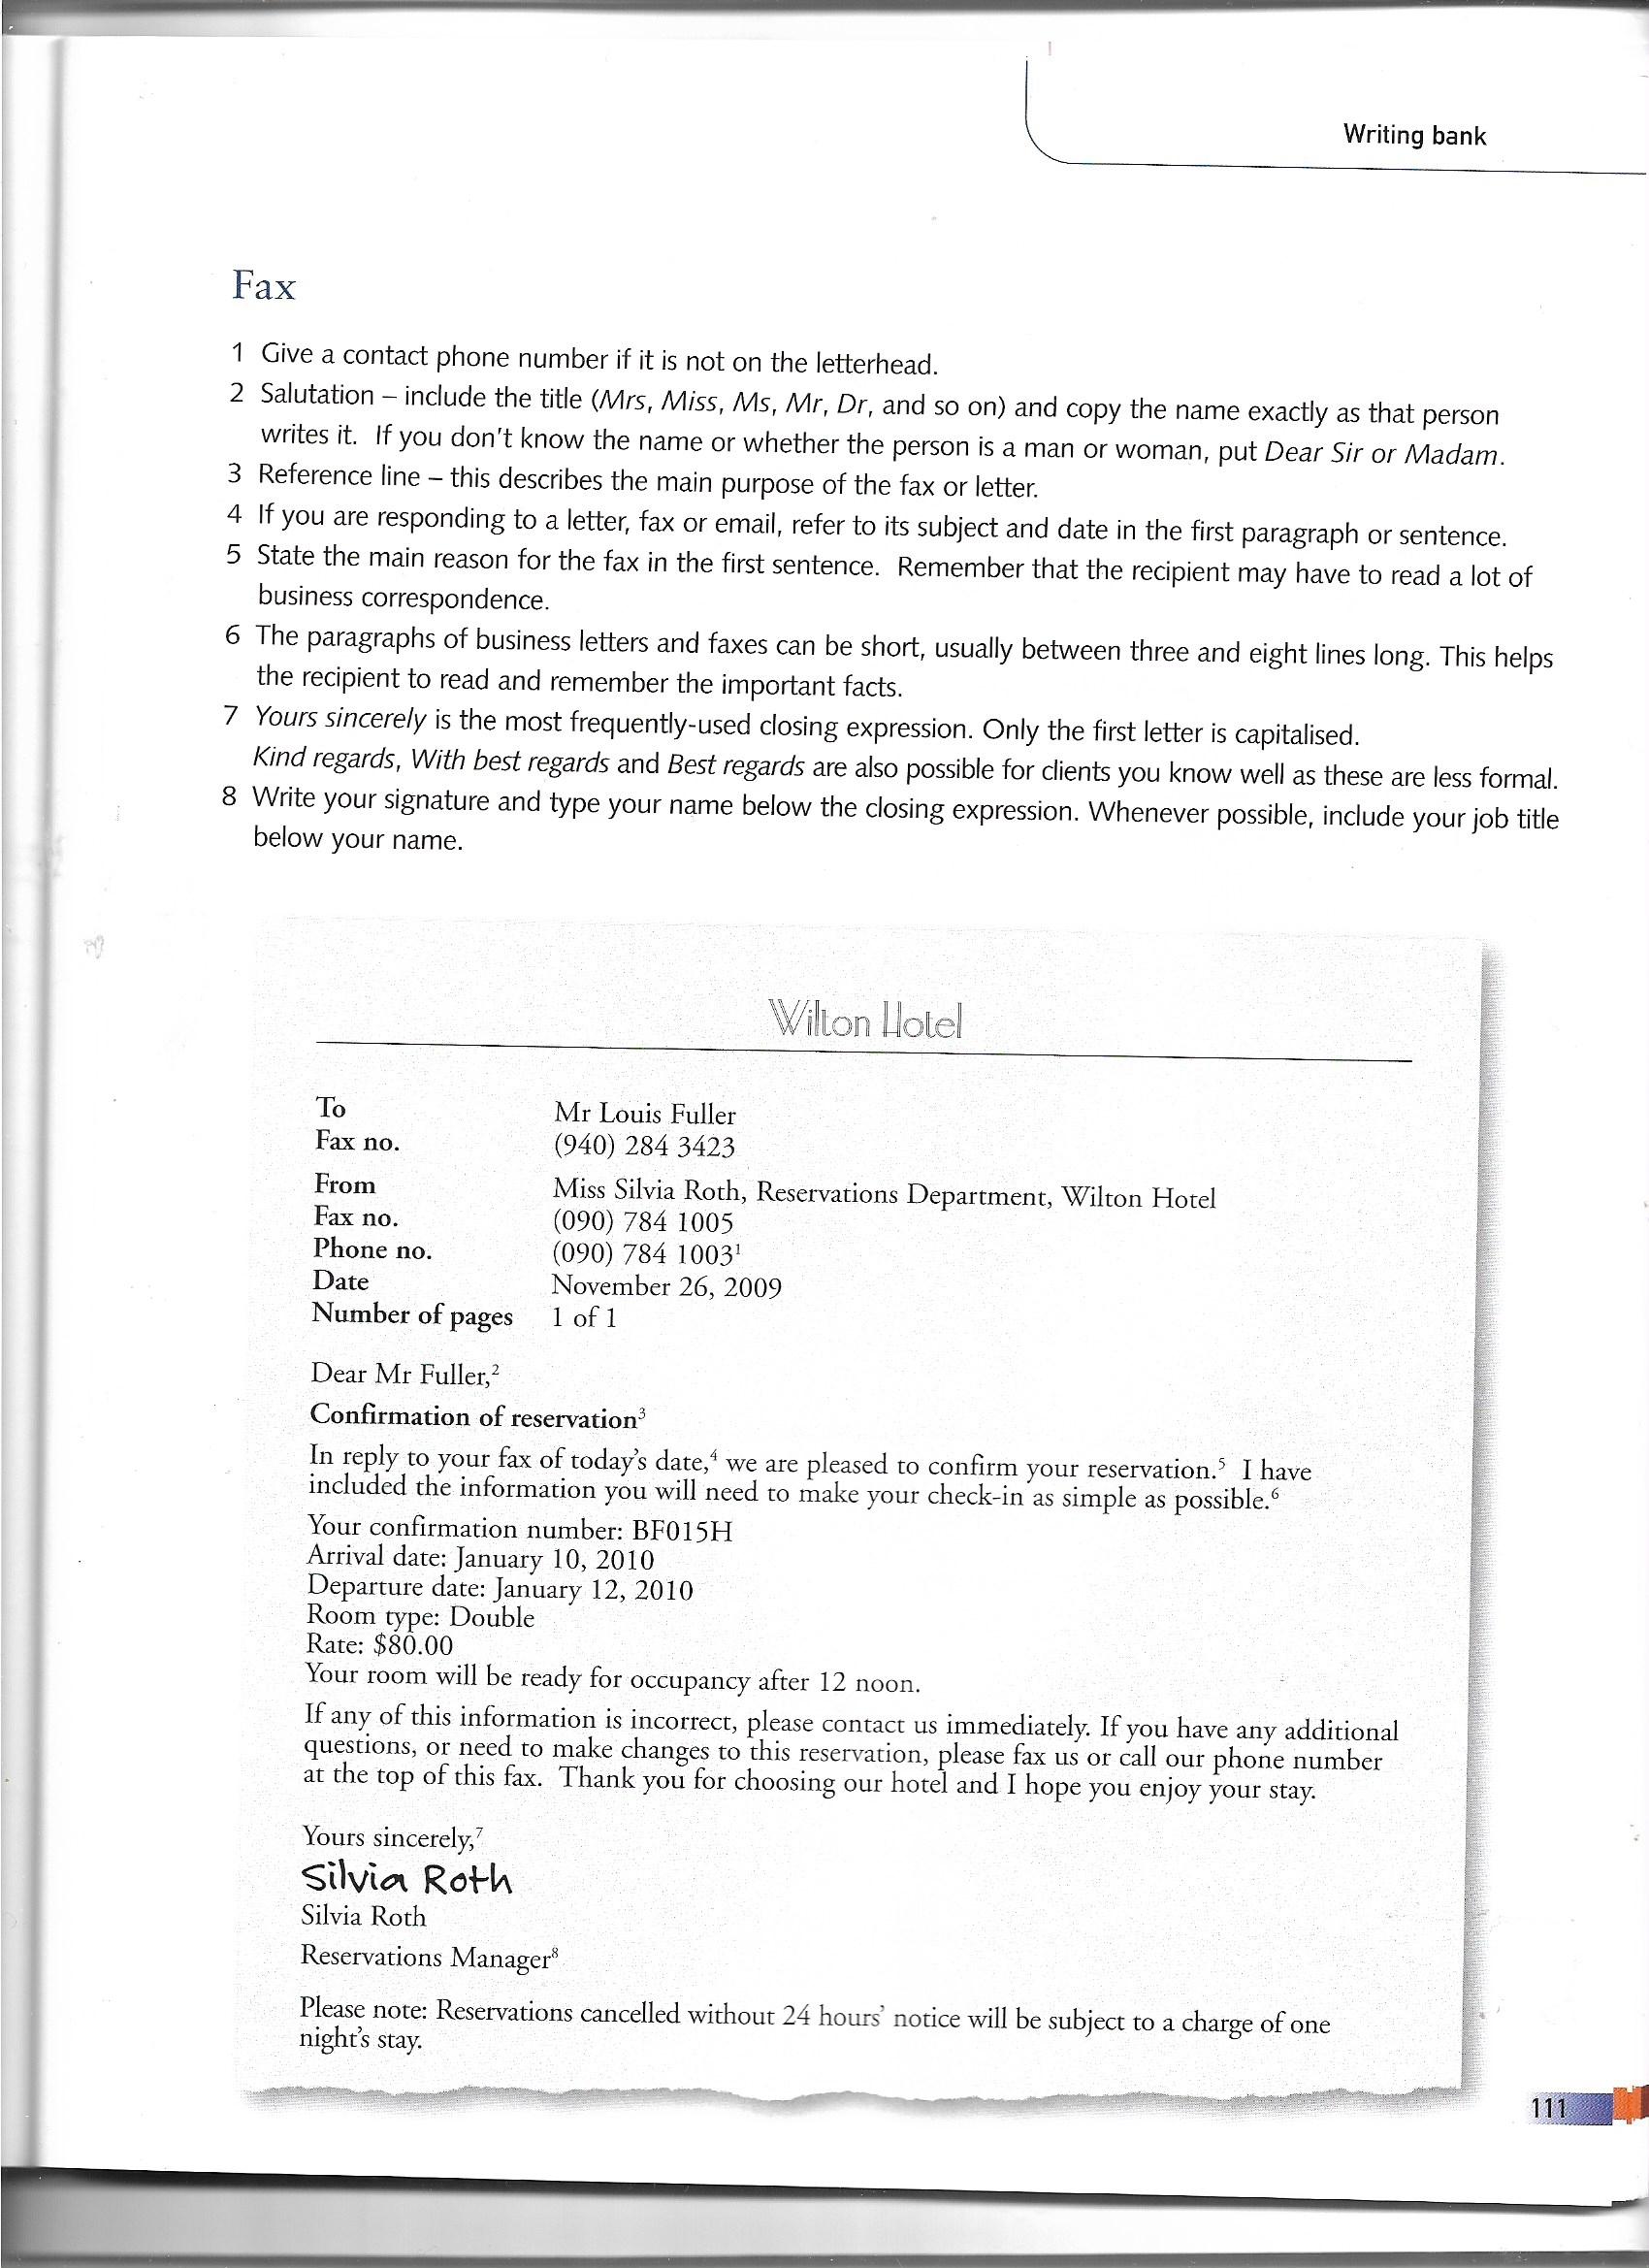 Writing bank
Fax
1 Give a contact phone number if it is not on the letterhead.
2 Salutation – include the title (Mrs, Miss, Ms, Mr, Dr, and so on) and copy the name exactly as that person
writes it. If you don't know the name or whether the person is a man or woman, put Dear Sir or Madam.
3 Reference line – this describes the main purpose of the fax or letter.
4 If you are responding to a letter, fax or email, refer to its subject and date in the first paragraph or sentence.
5 State the main reason for the fax in the first sentence. Remember that the recipient may have to read a lot of
business correspondence.
6 The paragraphs of business letters and faxes can be short, usually between three and eight lines long. This helps
the recipient to read and remember the important facts.
7 Yours sincerely is the most frequently-used closing expression. Only the first letter is capitalised.
Kind regards, With best regards and Best regards are also possible for clients you know well as these are less formal.
8 Write your signature and type your name below the closing expression. Whenever possible, include your job title
below your name.
Wilton Hotel
To Mr Louis Fuller
Fax no. (940) 284 3423
From Miss Silvia Roth, Reservations Department, Wilton Hotel
Fax no. (090) 784 1005
Phone no. (090) 784 1003¹
Date November 26, 2009
Number of pages 1 of 1
Dear Mr Fuller,²
Confirmation of reservation³
In reply to your fax of today's date,⁴ we are pleased to confirm your reservation.⁵ I have
included the information you will need to make your check-in as simple as possible.⁶
Your confirmation number: BF015H
Arrival date: January 10, 2010
Departure date: January 12, 2010
Room type: Double
Rate: $80.00
Your room will be ready for occupancy after 12 noon.
If any of this information is incorrect, please contact us immediately. If you have any additional
questions, or need to make changes to this reservation, please fax us or call our phone number
at the top of this fax. Thank you for choosing our hotel and I hope you enjoy your stay.
Yours sincerely,⁷
Silvia Roth
Silvia Roth
Reservations Manager⁸
Please note: Reservations cancelled without 24 hours' notice will be subject to a charge of one
night's stay.
111